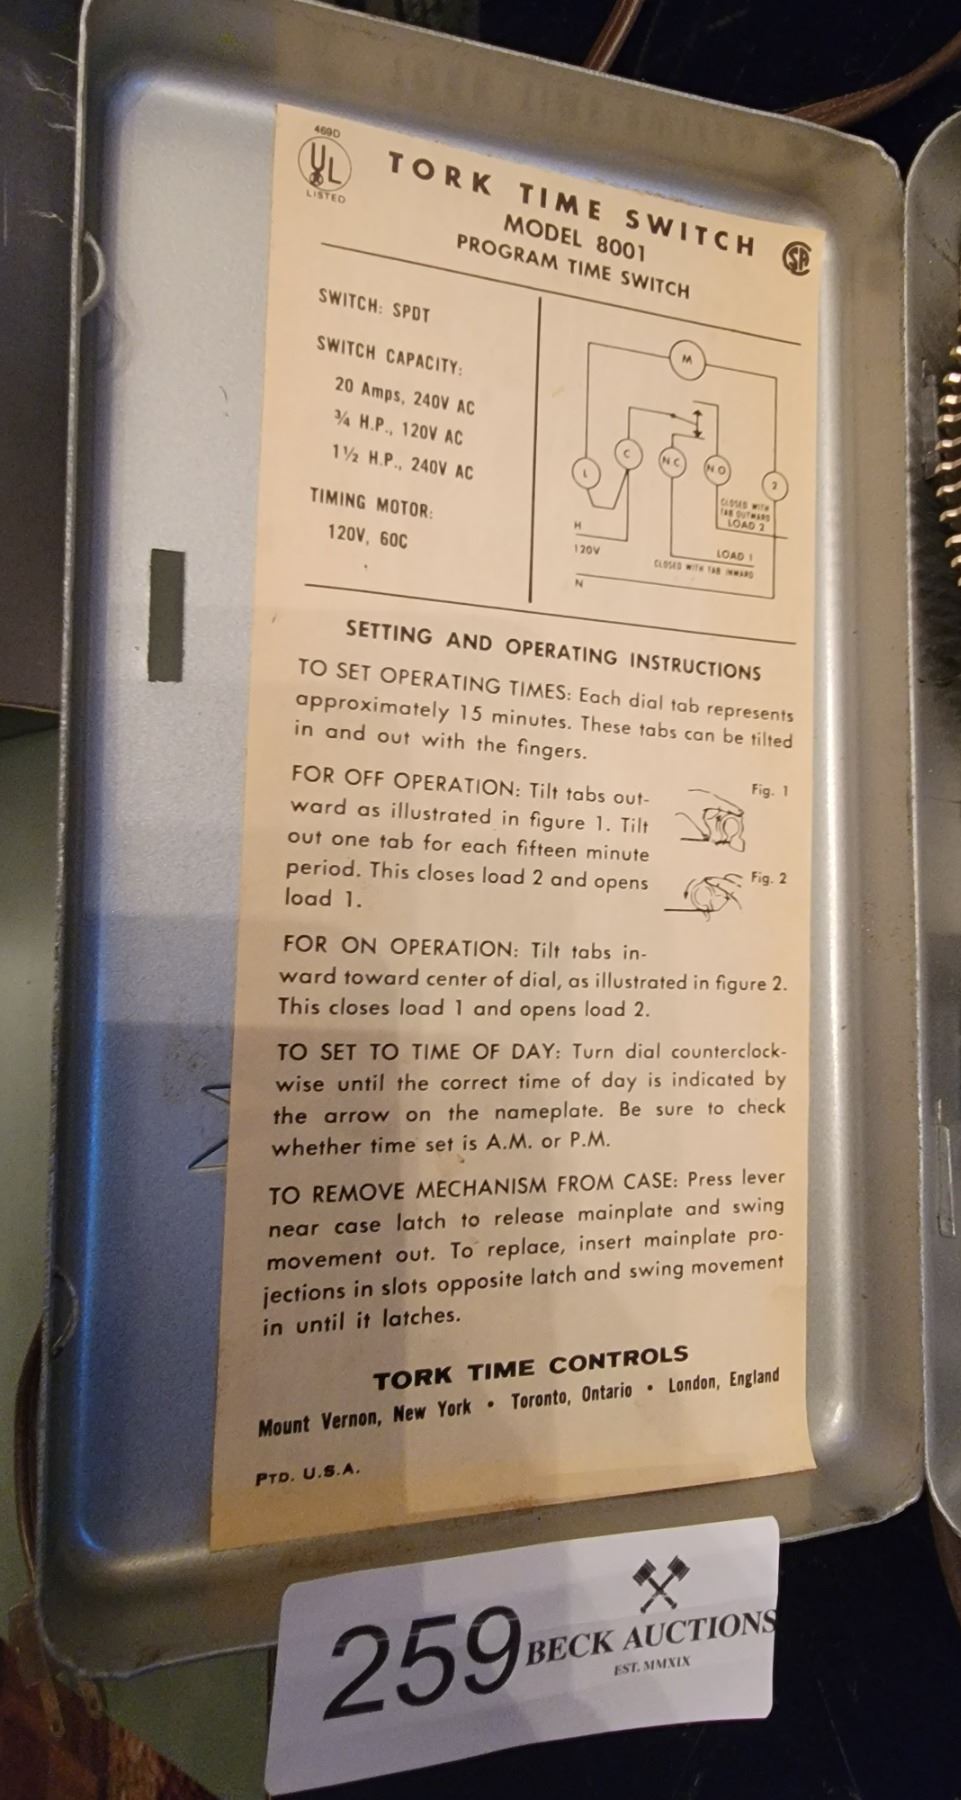 469D
UL
LISTED
TORK TIME SWITCH
MODEL 8001
PROGRAM TIME SWITCH
SP
SWITCH: SPDT
SWITCH CAPACITY:
20 Amps, 240V AC
¾ H.P., 120V AC
1½ H.P., 240V AC
TIMING MOTOR:
120V, 60C
M
L
C
NC
NO
2
CLOSED WITH
TAB OUTWARD
LOAD 2
H
120V
LOAD 1
CLOSED WITH TAB INWARD
N
SETTING AND OPERATING INSTRUCTIONS
TO SET OPERATING TIMES: Each dial tab represents
approximately 15 minutes. These tabs can be tilted
in and out with the fingers.
FOR OFF OPERATION: Tilt tabs out-
ward as illustrated in figure 1. Tilt
out one tab for each fifteen minute
period. This closes load 2 and opens
load 1.
Fig. 1
Fig. 2
FOR ON OPERATION: Tilt tabs in-
ward toward center of dial, as illustrated in figure 2.
This closes load 1 and opens load 2.
TO SET TO TIME OF DAY: Turn dial counterclock-
wise until the correct time of day is indicated by
the arrow on the nameplate. Be sure to check
whether time set is A.M. or P.M.
TO REMOVE MECHANISM FROM CASE: Press lever
near case latch to release mainplate and swing
movement out. To replace, insert mainplate pro-
jections in slots opposite latch and swing movement
in until it latches.
TORK TIME CONTROLS
Mount Vernon, New York • Toronto, Ontario • London, England
PTD. U.S.A.
259
BECK AUCTIONS
EST. MMXIX